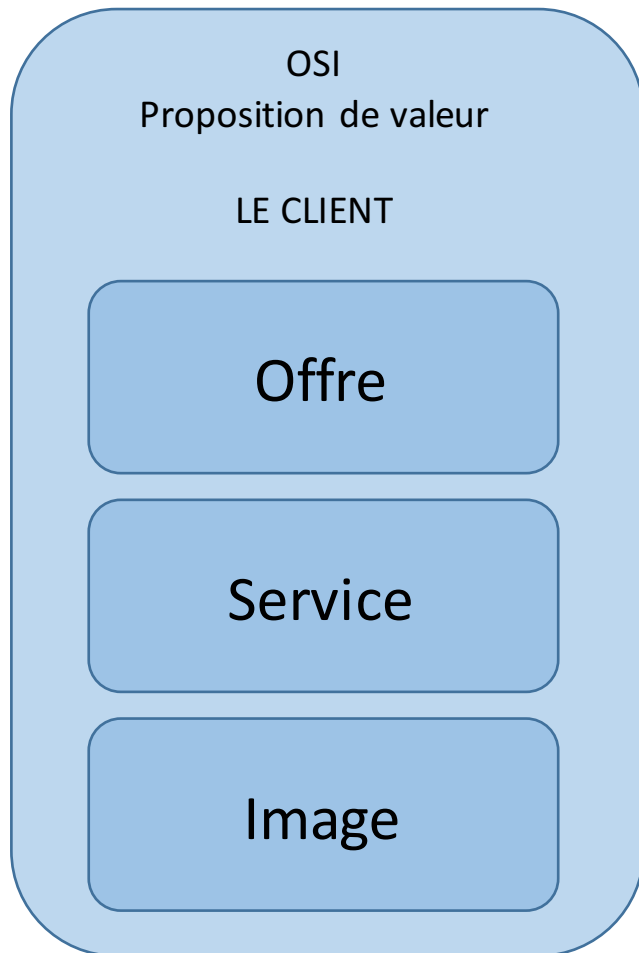 OSI
Proposition de valeur
LE CLIENT
Offre
Service
Image